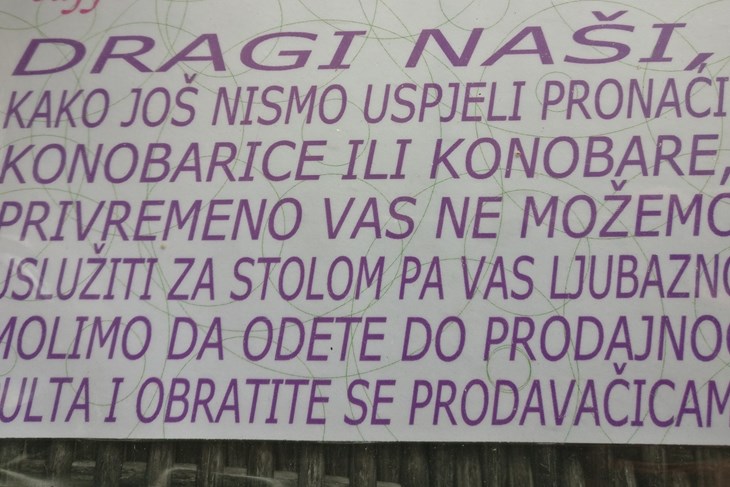 DRAGI NAŠI,
KAKO JOŠ NISMO USPJELI PRONAĆI
KONOBARICE ILI KONOBARE,
PRIVREMENO VAS NE MOŽEMO
USLUŽITI ZA STOLOM PA VAS LJUBAZNO
MOLIMO DA ODETE DO PRODAJNOG
PULTA I OBRATITE SE PRODAVAČICAM